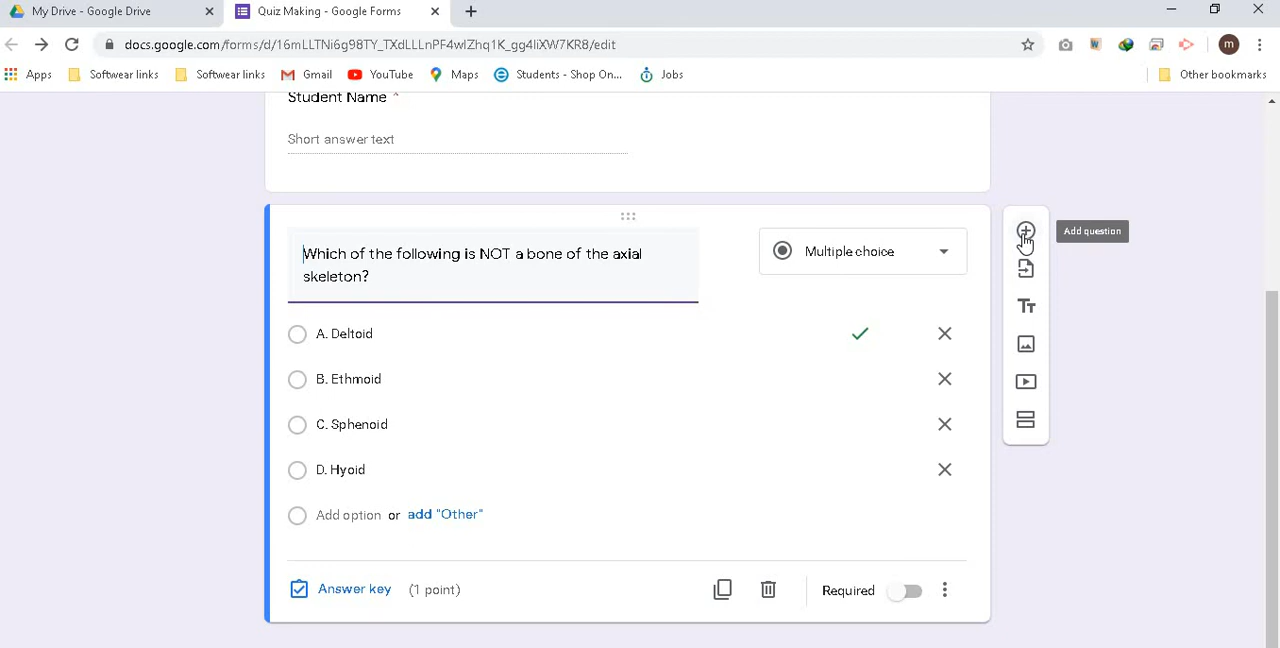 My Drive - Google Drive
Quiz Making - Google Forms
docs.google.com/forms/d/16mLLTNi6g98TY_TXdLLLnPF4wIZhq1K_gg4IiXW7KR8/edit
m
Apps
Softwear links
Softwear links
Gmail
YouTube
Maps
Students - Shop On...
Jobs
Other bookmarks
Student Name *
Short answer text
Which of the following is NOT a bone of the axial
skeleton?
Multiple choice
Add question
A. Deltoid
B. Ethmoid
C. Sphenoid
D. Hyoid
Add option or add "Other"
Tт
Answer key (1 point)
Required